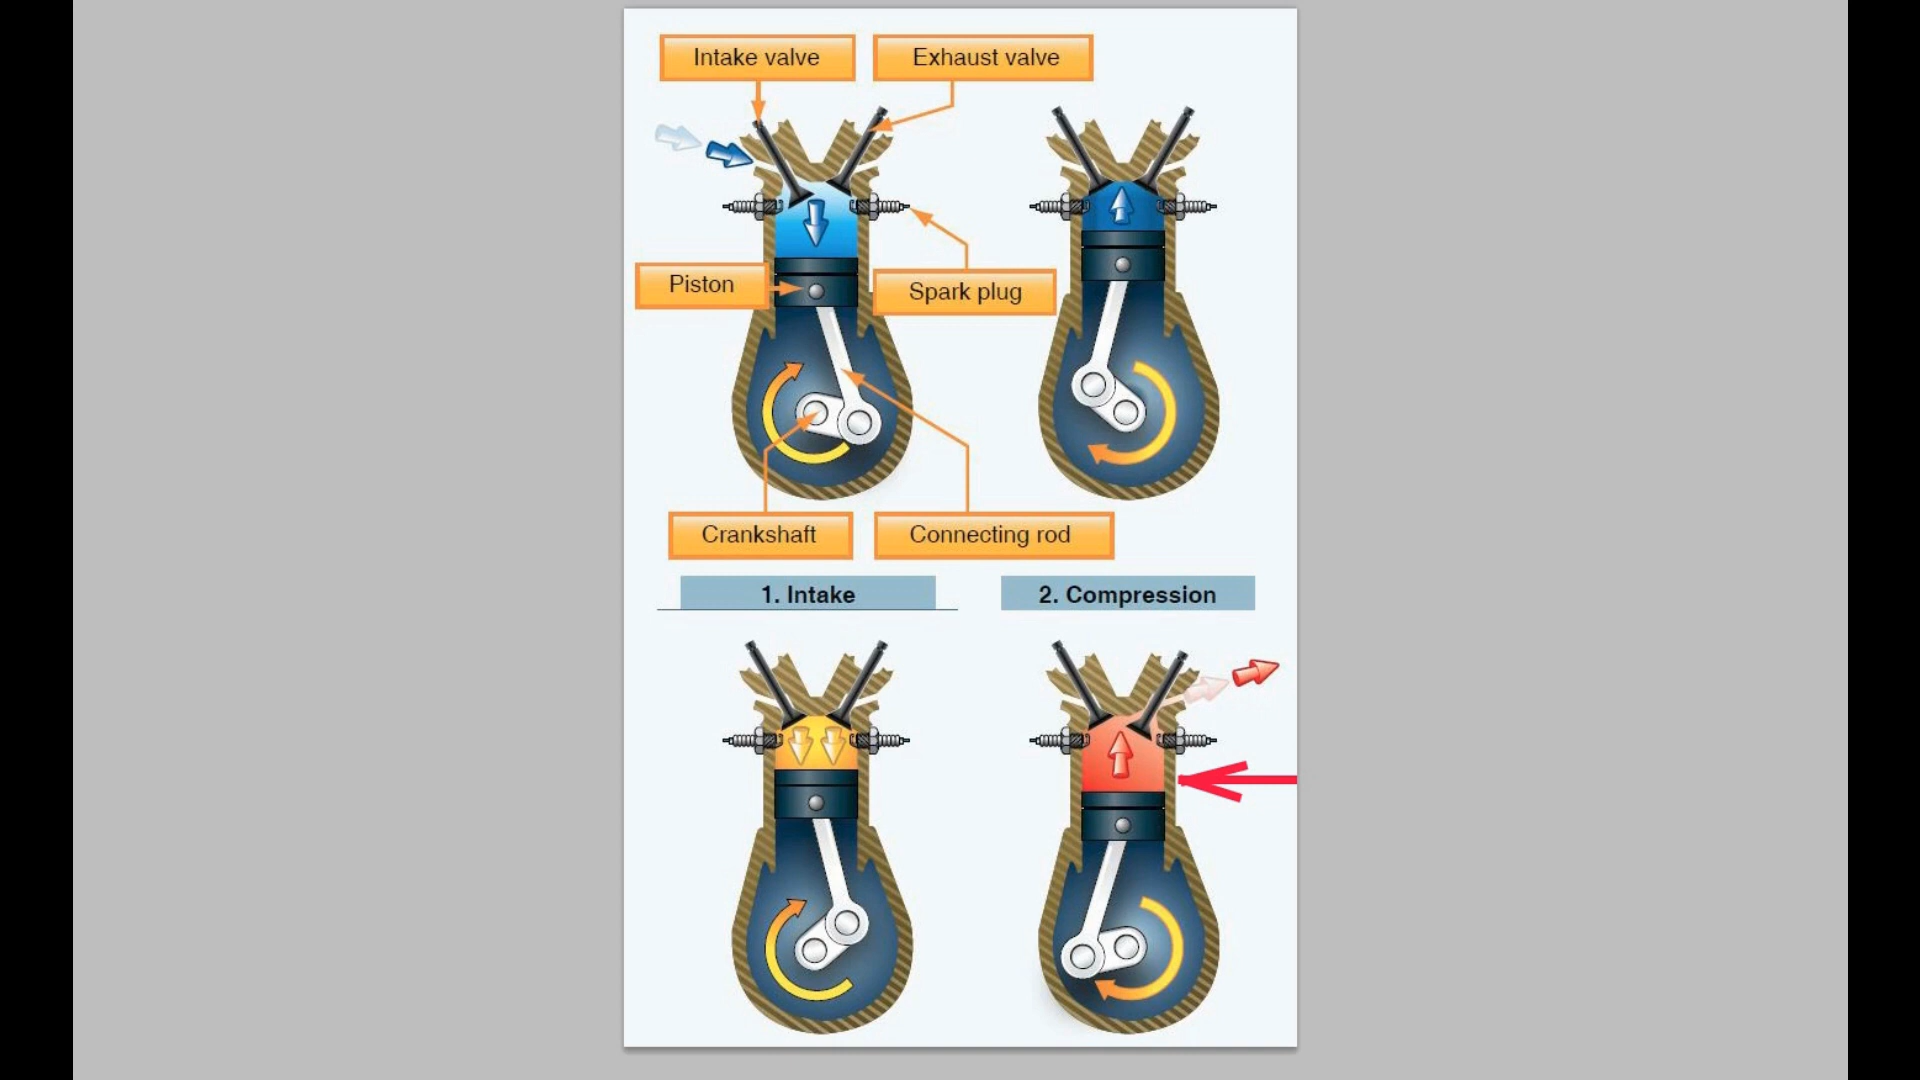 Intake valve
Exhaust valve
Piston
Spark plug
Crankshaft
Connecting rod
1. Intake
2. Compression